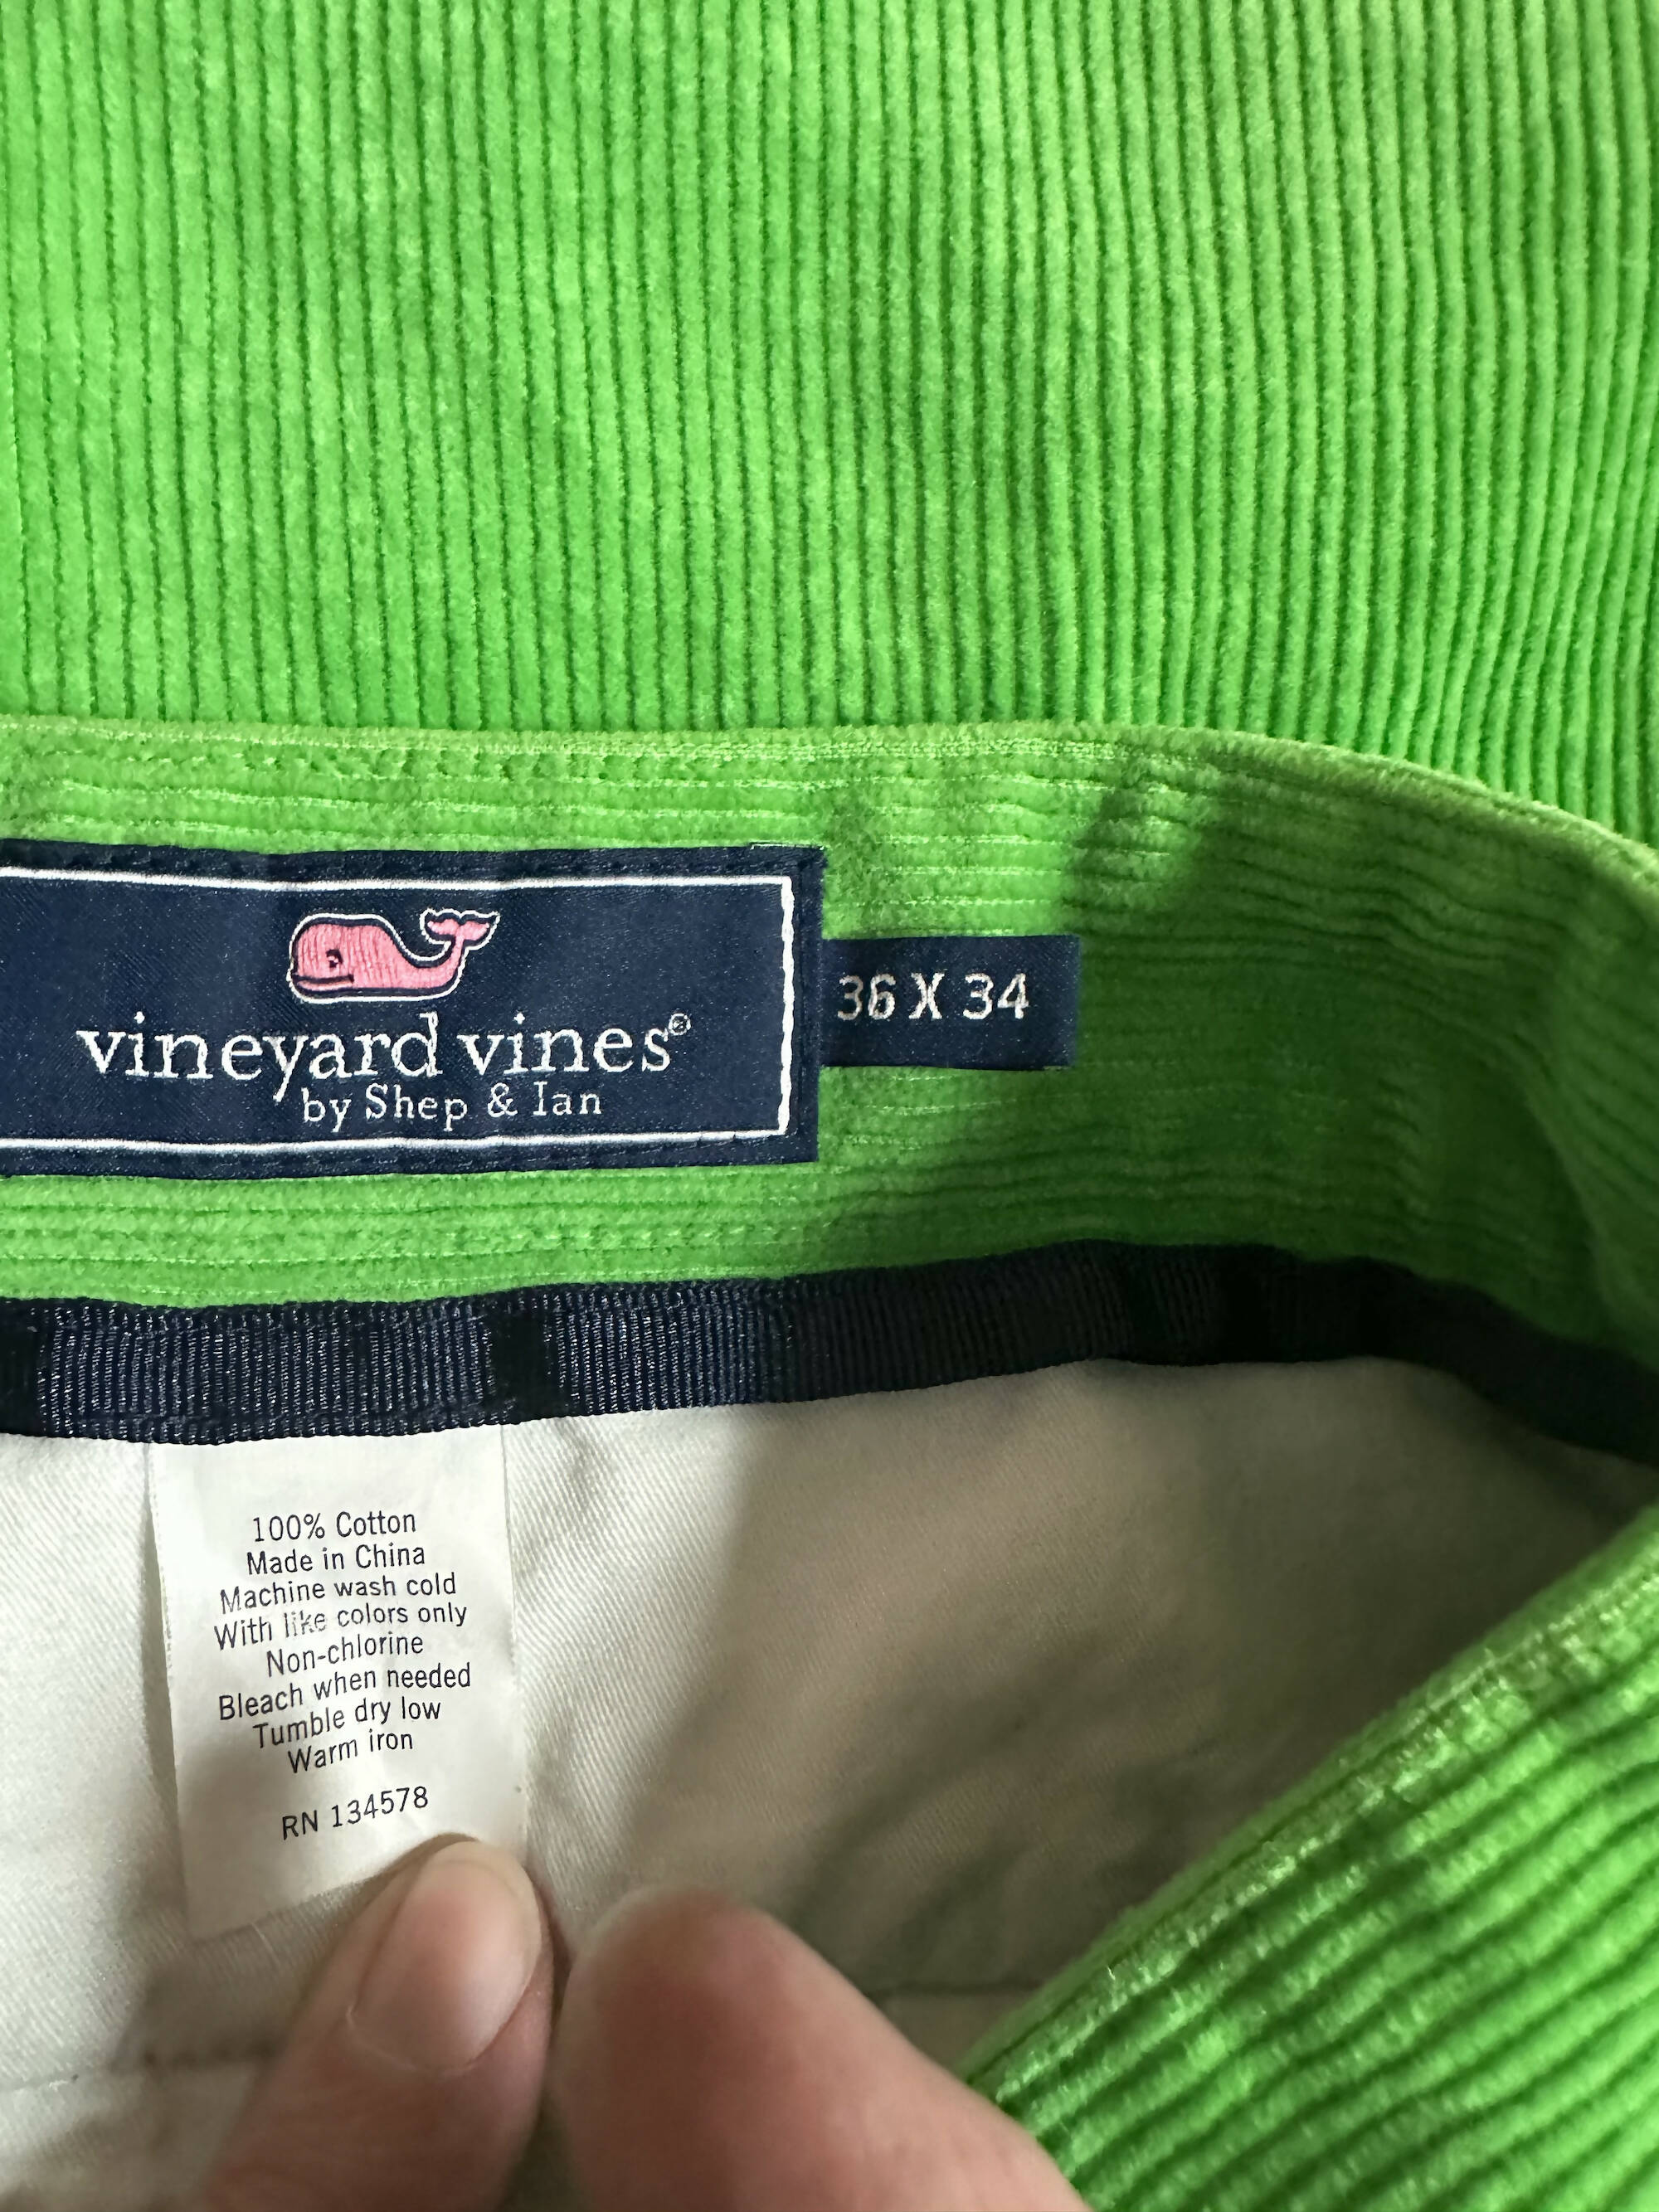 vineyard vines®
by Shep & Ian
36 X 34
100% Cotton
Made in China
Machine wash cold
With like colors only
Non-chlorine
Bleach when needed
Tumble dry low
Warm iron
RN 134578